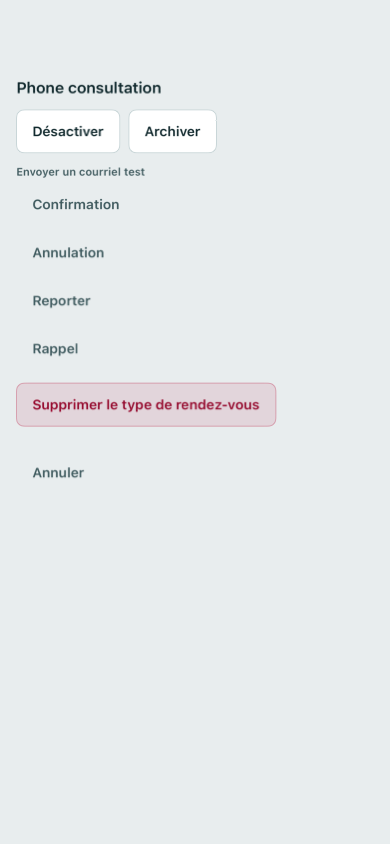 Phone consultation
Désactiver
Archiver
Envoyer un courriel test
Confirmation
Annulation
Reporter
Rappel
Supprimer le type de rendez-vous
Annuler